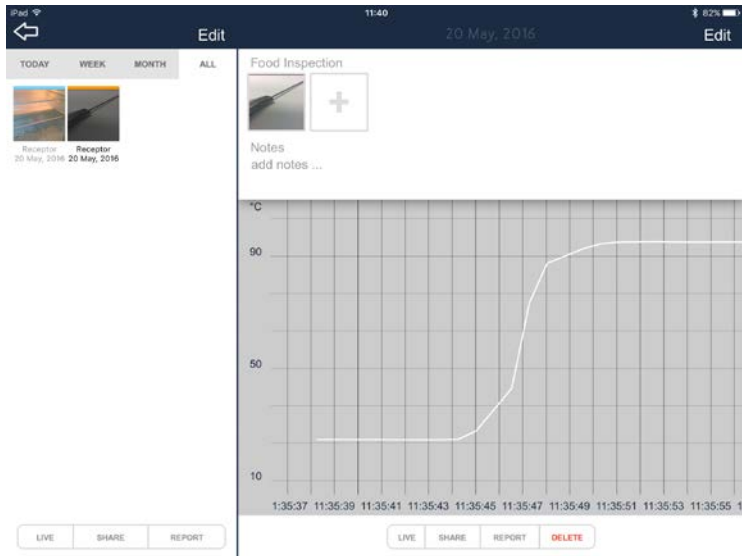 iPad 11:40 82%
Edit 20 May, 2016 Edit
TODAY WEEK MONTH ALL
Receptor
20 May, 2016
Receptor
20 May, 2016
Food Inspection
Notes
add notes ...
°C
90
50
10
1:35:37 11:35:39 11:35:41 11:35:43 11:35:45 11:35:47 11:35:49 11:35:51 11:35:53 11:35:55 1
LIVE SHARE REPORT
LIVE SHARE REPORT DELETE